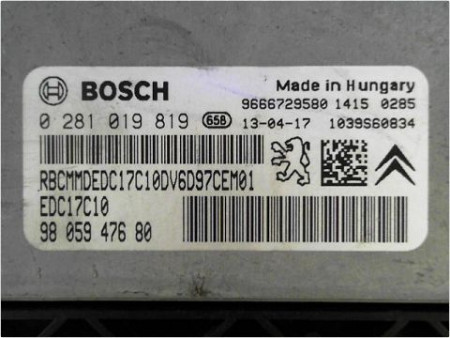 BOSCH
Made in Hungary
9666729580 1415 0285
0 281 019 819 658 13-04-17 1039S60834
RBCMMDEDC17C10DV6D97CEM01
EDC17C10
98 059 476 80